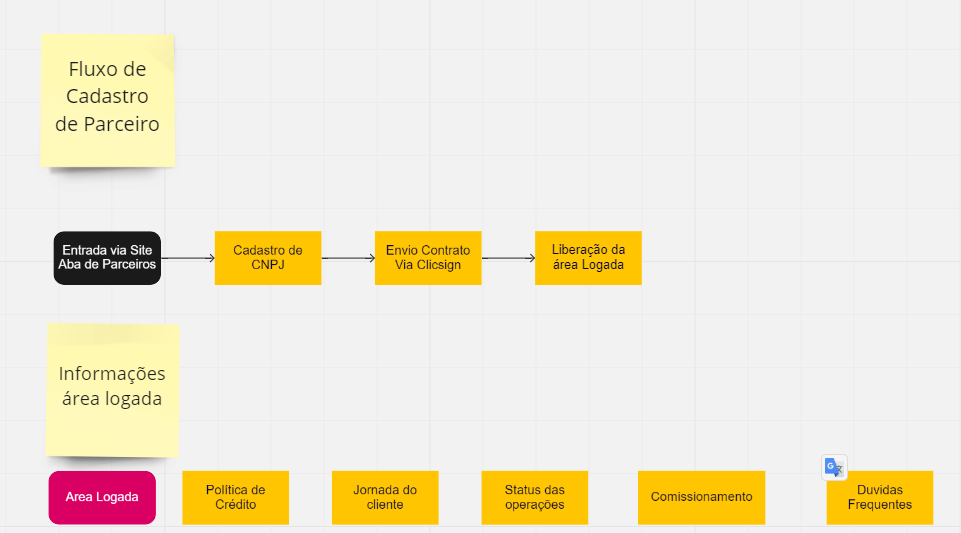 Fluxo de
Cadastro
de Parceiro
Entrada via Site
Aba de Parceiros
Cadastro de
CNPJ
Envio Contrato
Via Clicsign
Liberação da
área Logada
Informações
área logada
Area Logada
Política de
Crédito
Jornada do
cliente
Status das
operações
Comissionamento
Duvidas
Frequentes